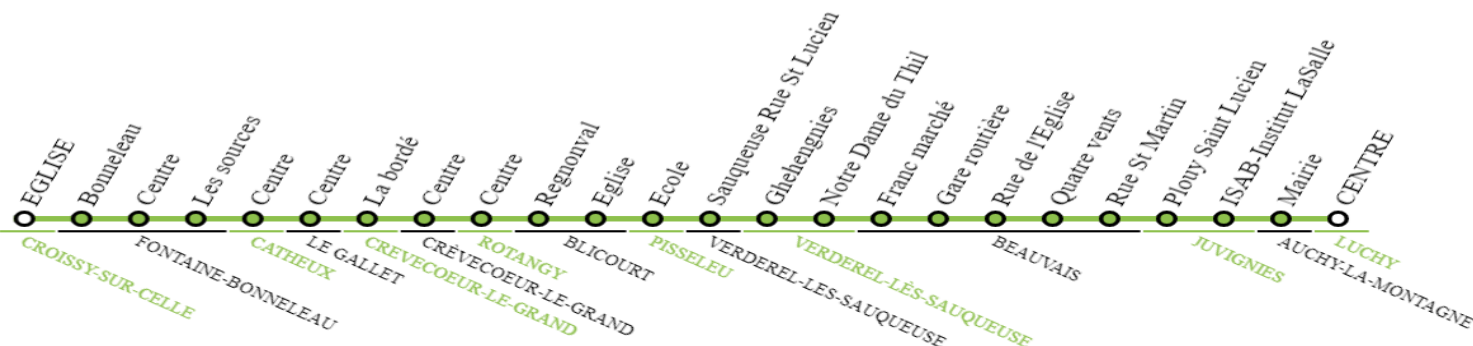 EGLISE
Bonneleau
Centre
Les sources
Centre
Centre
La bordé
Centre
Centre
Regnonval
Eglise
Ecole
Sauqueuse Rue St Lucien
Ghehengnies
Notre Dame du Thil
Franc marché
Gare routière
Rue de l'Eglise
Quatre vents
Rue St Martin
Plouy Saint Lucien
ISAB-Institut LaSalle
Mairie
CENTRE
CROISSY-SUR-CELLE
FONTAINE-BONNELEAU
CATHEUX
LE GALLET
CREVECOEUR-LE-GRAND
CRÈVECOEUR-LE-GRAND
ROTANGY
BLICOURT
PISSELEU
VERDEREL-LES-SAUQUEUSE
VERDEREL-LÈS-SAUQUEUSE
BEAUVAIS
JUVIGNIES
AUCHY-LA-MONTAGNE
LUCHY